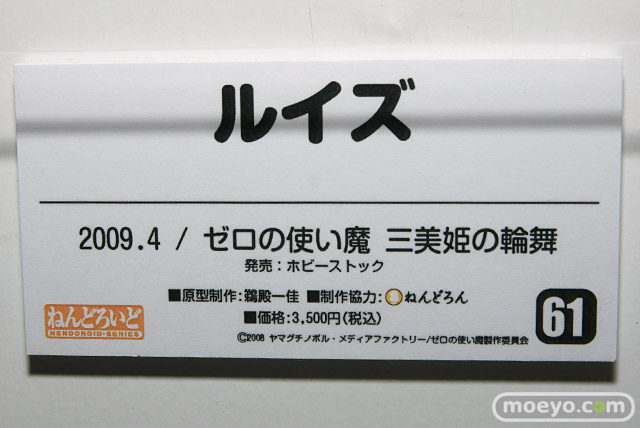 ルイズ
2009.4 / ゼロの使い魔 三美姫の輪舞
発売：ホビーストック
■原型制作：鵜殿一佳 ■制作協力：ねんどろん
■価格：3,500円(税込)
ねんどろいど
NENDOROID-SERIES
61
©2008 ヤマグチノボル・メディアファクトリー/ゼロの使い魔製作委員会
moeyo.com